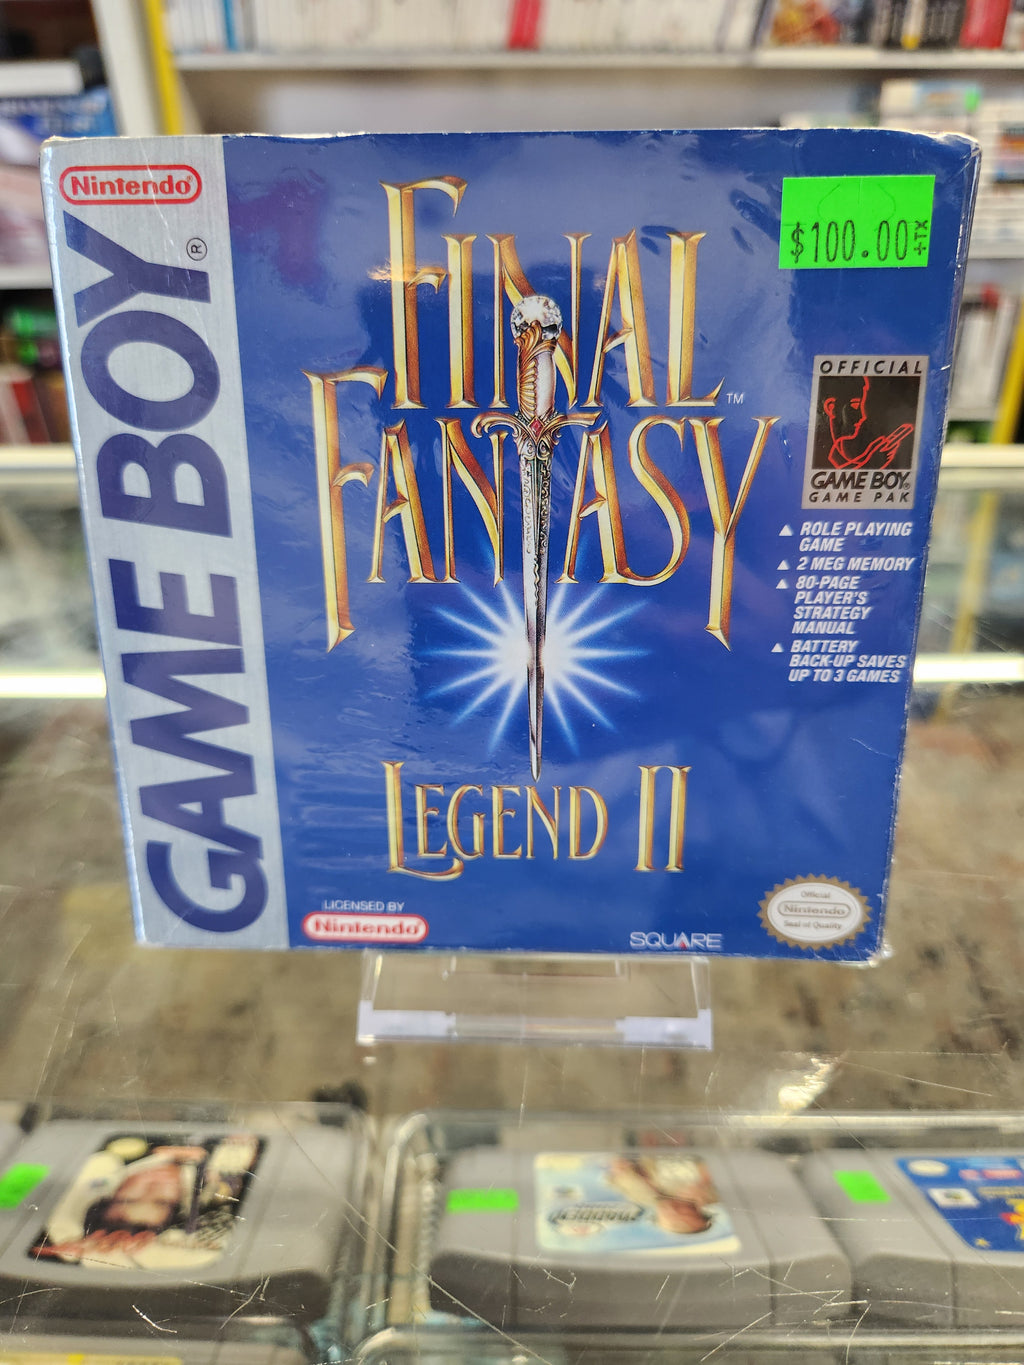 Nintendo®
GAME BOY®
FINAL
FANTASY™
LEGEND II
$100.00+TX
OFFICIAL
GAME BOY®
GAME PAK
▲ ROLE PLAYING
GAME
▲ 2 MEG MEMORY
▲ 80-PAGE
PLAYER'S
STRATEGY
MANUAL
▲ BATTERY
BACK-UP SAVES
UP TO 3 GAMES
LICENSED BY
Nintendo®
SQUARE
Official
Nintendo
Seal of Quality
MADDEN